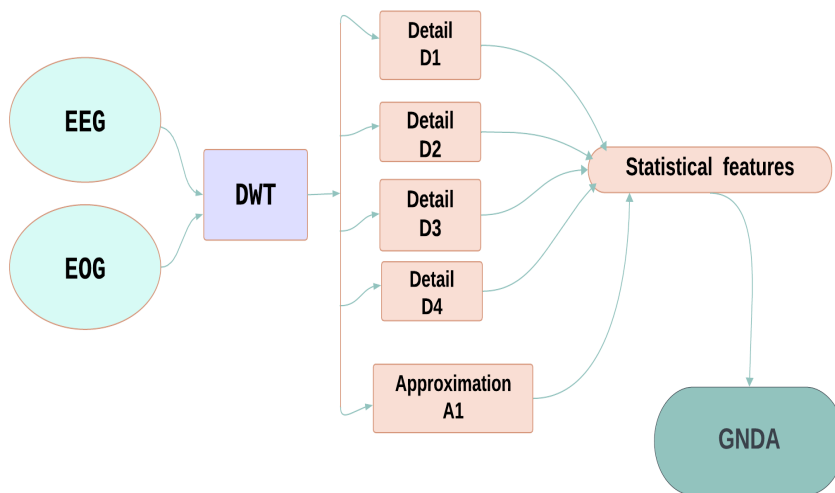 EEG
EOG
DWT
Detail
D1
Detail
D2
Detail
D3
Detail
D4
Approximation
A1
Statistical features
GNDA